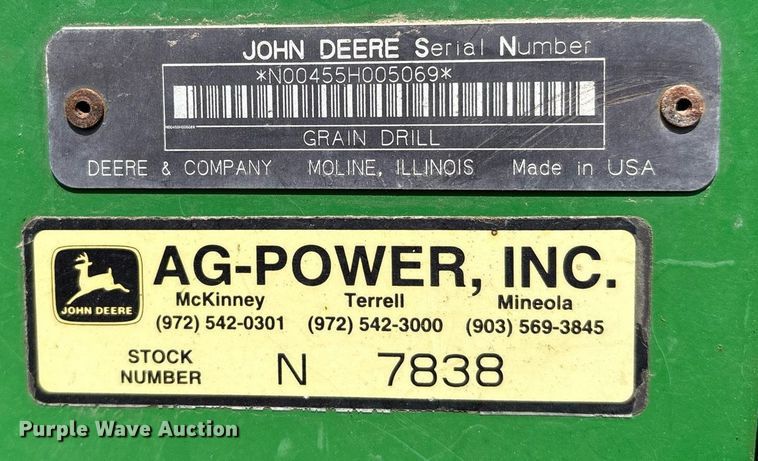 JOHN DEERE Serial Number
*N00455H005069*
N00455H005069
GRAIN DRILL
DEERE & COMPANY MOLINE, ILLINOIS Made in USA
AG-POWER, INC.
JOHN DEERE
McKinney Terrell Mineola
(972) 542-0301 (972) 542-3000 (903) 569-3845
STOCK NUMBER N 7838
Purple Wave Auction